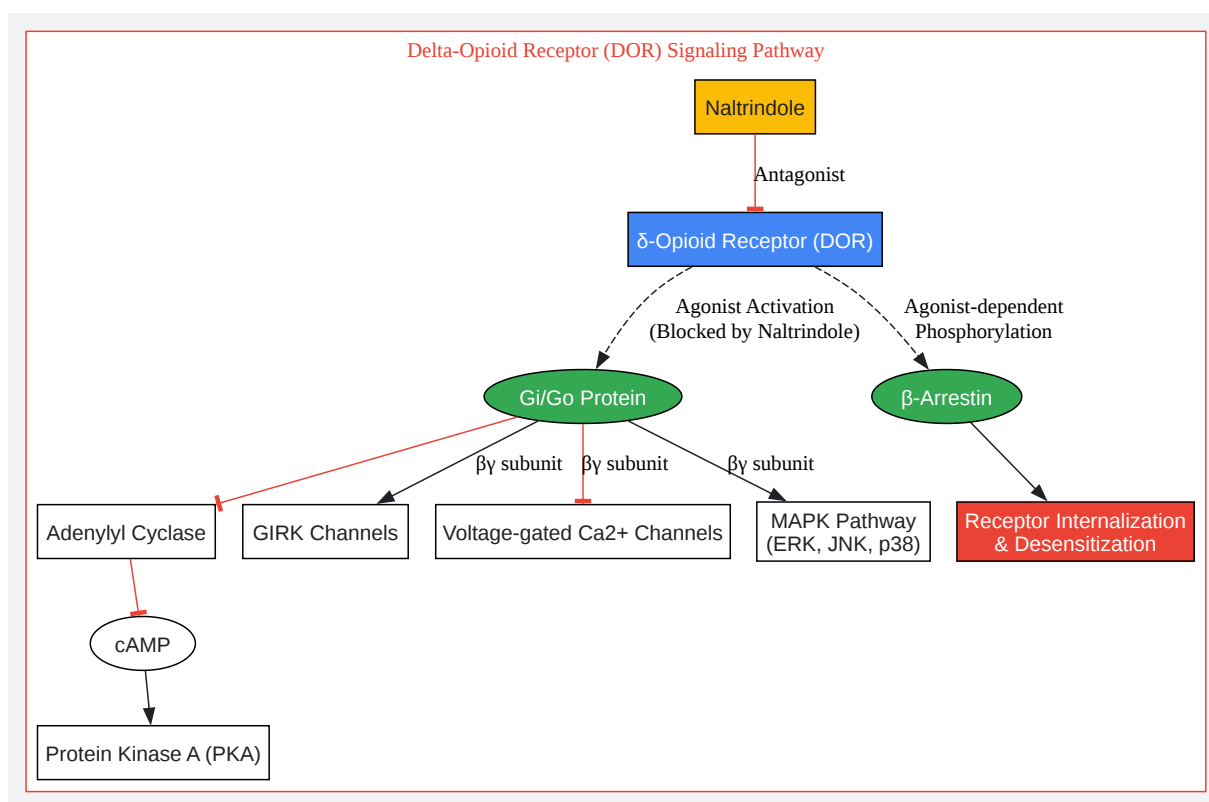 Delta-Opioid Receptor (DOR) Signaling Pathway
Naltrindole
Antagonist
δ-Opioid Receptor (DOR)
Agonist Activation
(Blocked by Naltrindole)
Agonist-dependent
Phosphorylation
Gi/Go Protein
β-Arrestin
βγ subunit
βγ subunit
βγ subunit
Adenylyl Cyclase
GIRK Channels
Voltage-gated Ca2+ Channels
MAPK Pathway
(ERK, JNK, p38)
Receptor Internalization
& Desensitization
cAMP
Protein Kinase A (PKA)